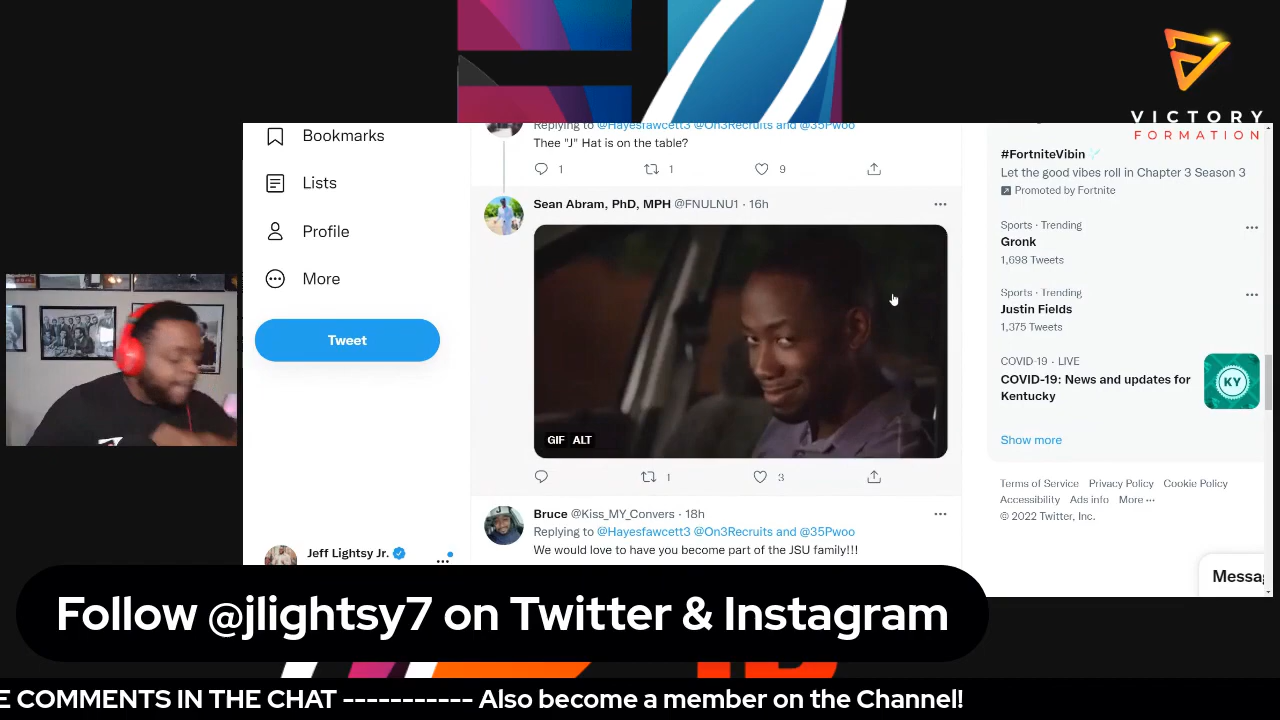 VICTORY
FORMATION
Bookmarks
Lists
Profile
More
Tweet
Jeff Lightsy Jr.
Replying to @Hayesfawcett3 @On3Recruits and @35Pwoo
Thee "J" Hat is on the table?
1
1
9
Sean Abram, PhD, MPH @FNULNU1 · 16h
GIF ALT
1
3
Bruce @Kiss_MY_Convers · 18h
Replying to @Hayesfawcett3 @On3Recruits and @35Pwoo
We would love to have you become part of the JSU family!!!
#FortniteVibin
Let the good vibes roll in Chapter 3 Season 3
Promoted by Fortnite
Sports · Trending
Gronk
1,698 Tweets
Sports · Trending
Justin Fields
1,375 Tweets
COVID-19 · LIVE
COVID-19: News and updates for
Kentucky
KY
Show more
Terms of Service Privacy Policy Cookie Policy
Accessibility Ads info More ···
© 2022 Twitter, Inc.
Messa
Follow @jlightsy7 on Twitter & Instagram
E COMMENTS IN THE CHAT ----------- Also become a member on the Channel!